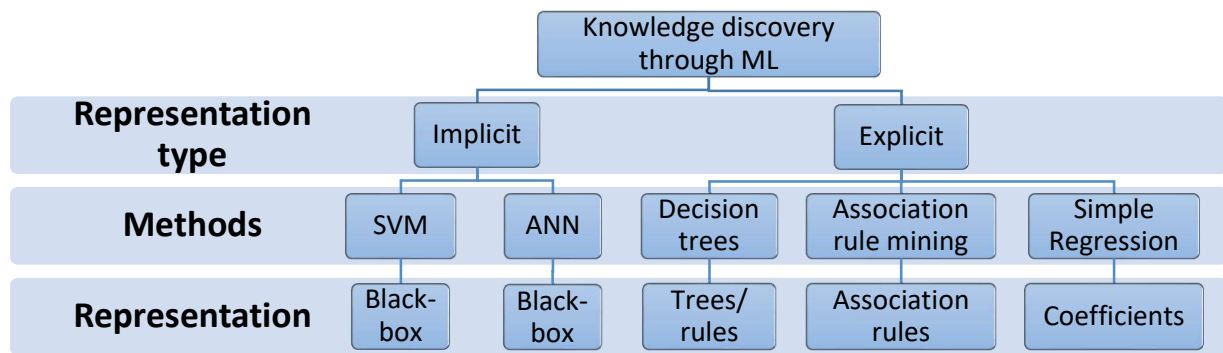 Knowledge discovery
through ML
Representation
type
Implicit
Explicit
Methods
SVM
ANN
Decision
trees
Association
rule mining
Simple
Regression
Representation
Black-
box
Black-
box
Trees/
rules
Association
rules
Coefficients